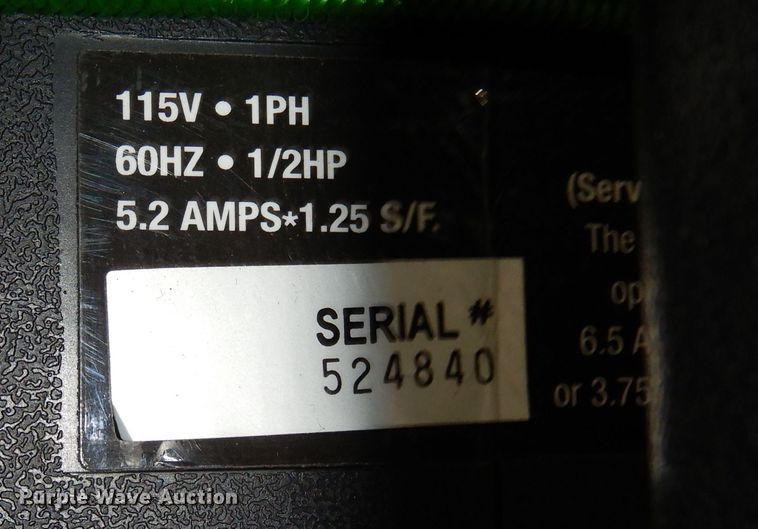 115V • 1PH
60HZ • 1/2HP
5.2 AMPS*1.25 S/F.
SERIAL #
524840
(Serv
The
op
6.5 A
or 3.75
Purple Wave Auction